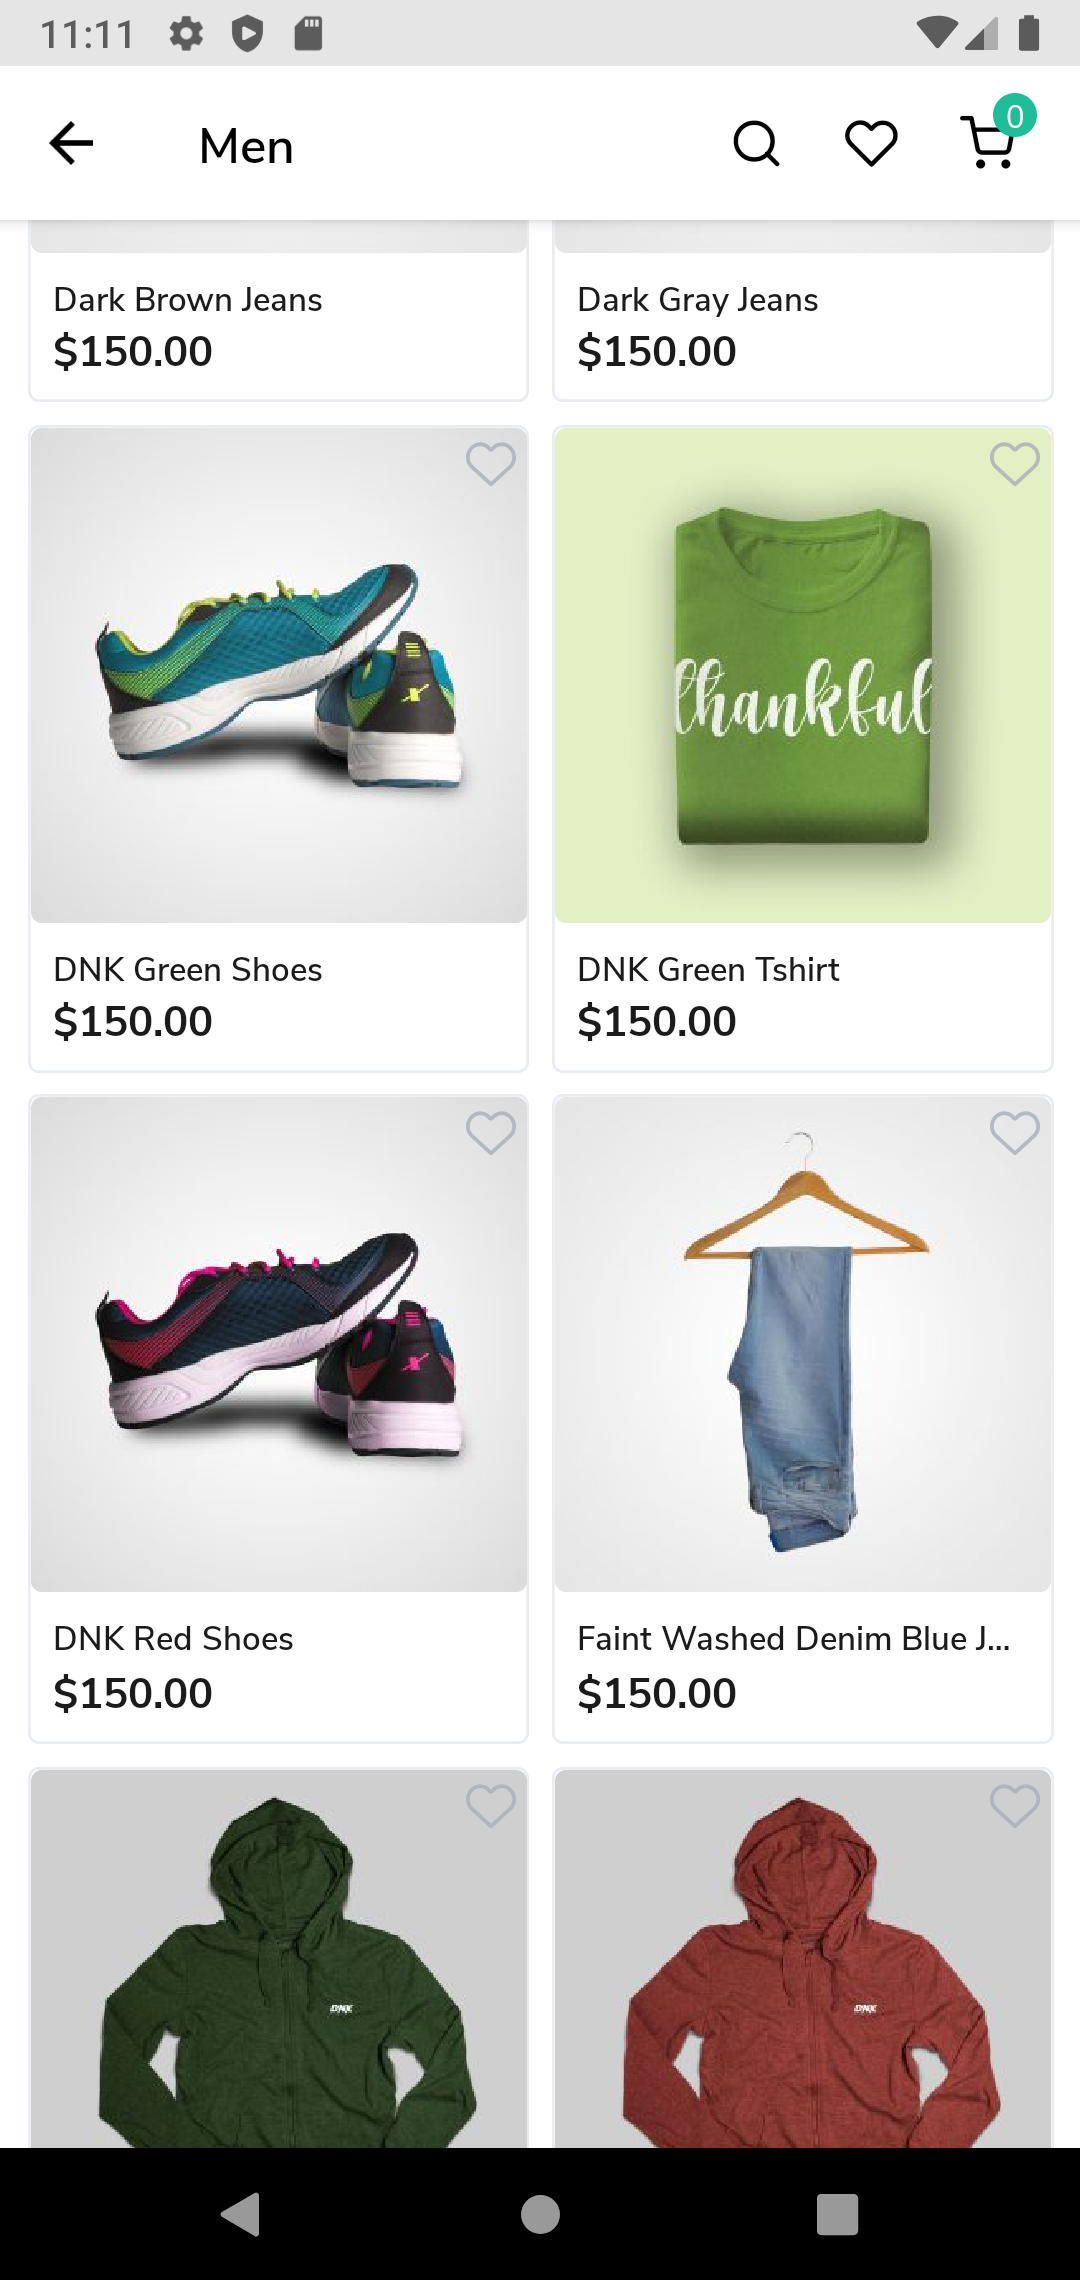 11:11
Men
0
Dark Brown Jeans
$150.00
Dark Gray Jeans
$150.00
thankful
DNK Green Shoes
$150.00
DNK Green Tshirt
$150.00
DNK Red Shoes
$150.00
Faint Washed Denim Blue J...
$150.00
DNK
DNK